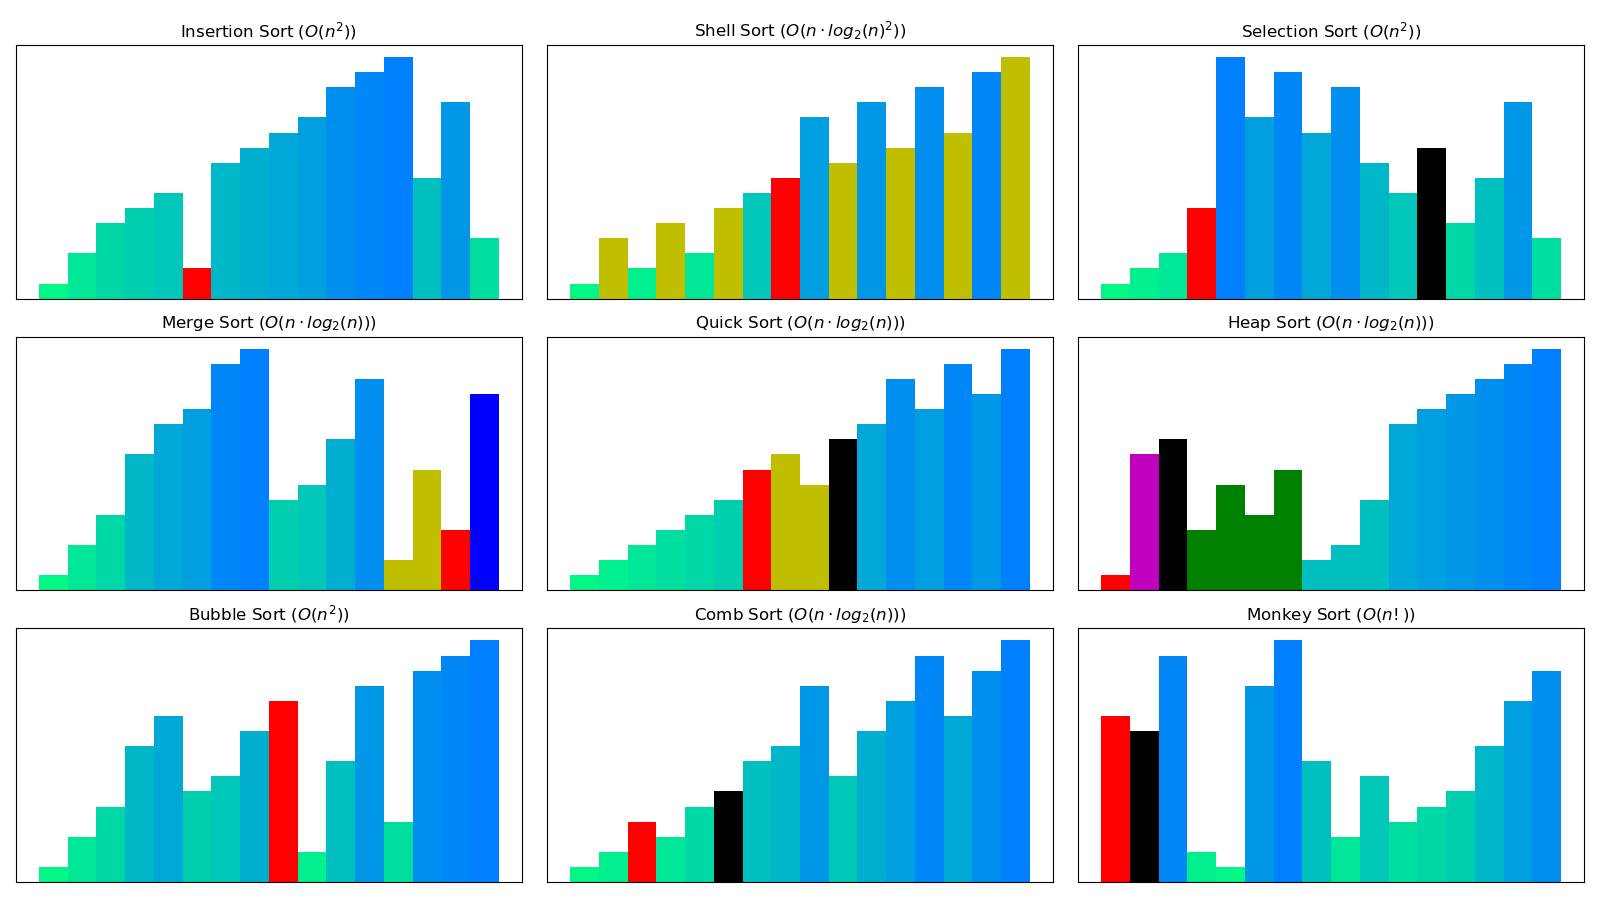 Insertion Sort (O(n²))
Shell Sort (O(n · log₂(n)²))
Selection Sort (O(n²))
Merge Sort (O(n · log₂(n)))
Quick Sort (O(n · log₂(n)))
Heap Sort (O(n · log₂(n)))
Bubble Sort (O(n²))
Comb Sort (O(n · log₂(n)))
Monkey Sort (O(n!))